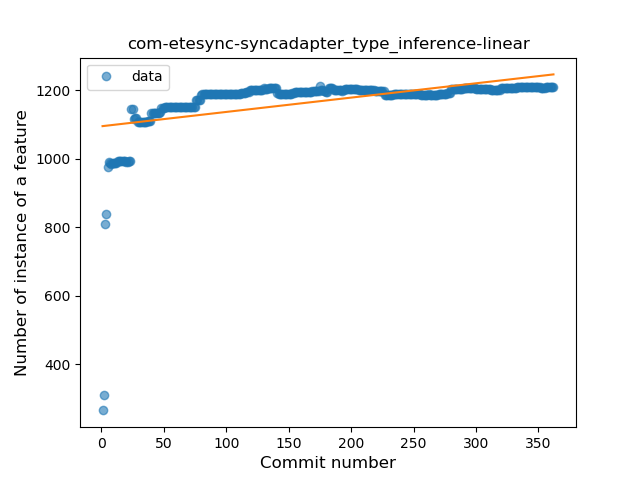 com-etesync-syncadapter_type_inference-linear
data
Number of instance of a feature
1200
1000
800
600
400
0 50 100 150 200 250 300 350
Commit number